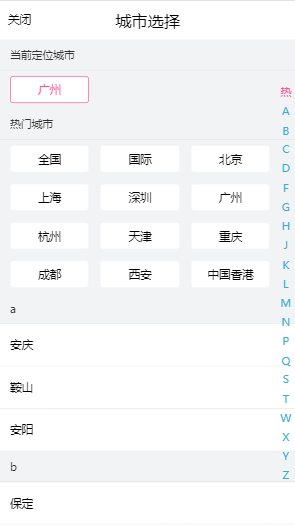 关闭 城市选择
当前定位城市
广州
热门城市
全国 国际 北京
上海 深圳 广州
杭州 天津 重庆
成都 西安 中国香港
a
安庆
鞍山
安阳
b
保定
热
A
B
C
D
F
G
H
J
K
L
M
N
P
Q
S
T
W
X
Y
Z